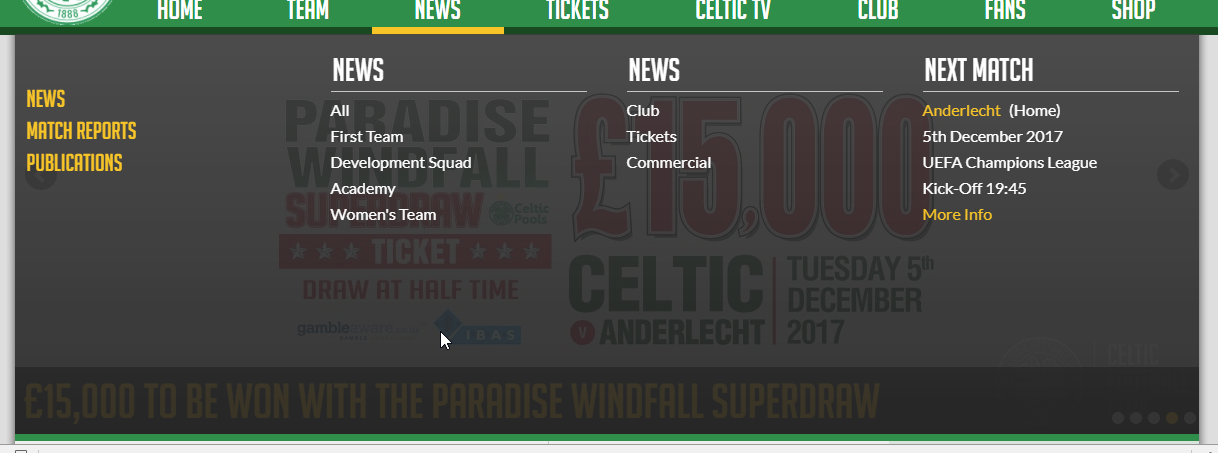 1888
HOME TEAM NEWS TICKETS CELTIC TV CLUB FANS SHOP
NEWS
MATCH REPORTS
PUBLICATIONS
NEWS
All
First Team
Development Squad
Academy
Women's Team
NEWS
Club
Tickets
Commercial
NEXT MATCH
Anderlecht (Home)
5th December 2017
UEFA Champions League
Kick-Off 19:45
More Info
PARADISE
WINDFALL
SUPERDRAW
Celtic
Pools
TICKET
DRAW AT HALF TIME
gambleaware
IBAS
£15,000
CELTIC
V ANDERLECHT
TUESDAY 5th
DECEMBER
2017
CELTIC
£15,000 TO BE WON WITH THE PARADISE WINDFALL SUPERDRAW